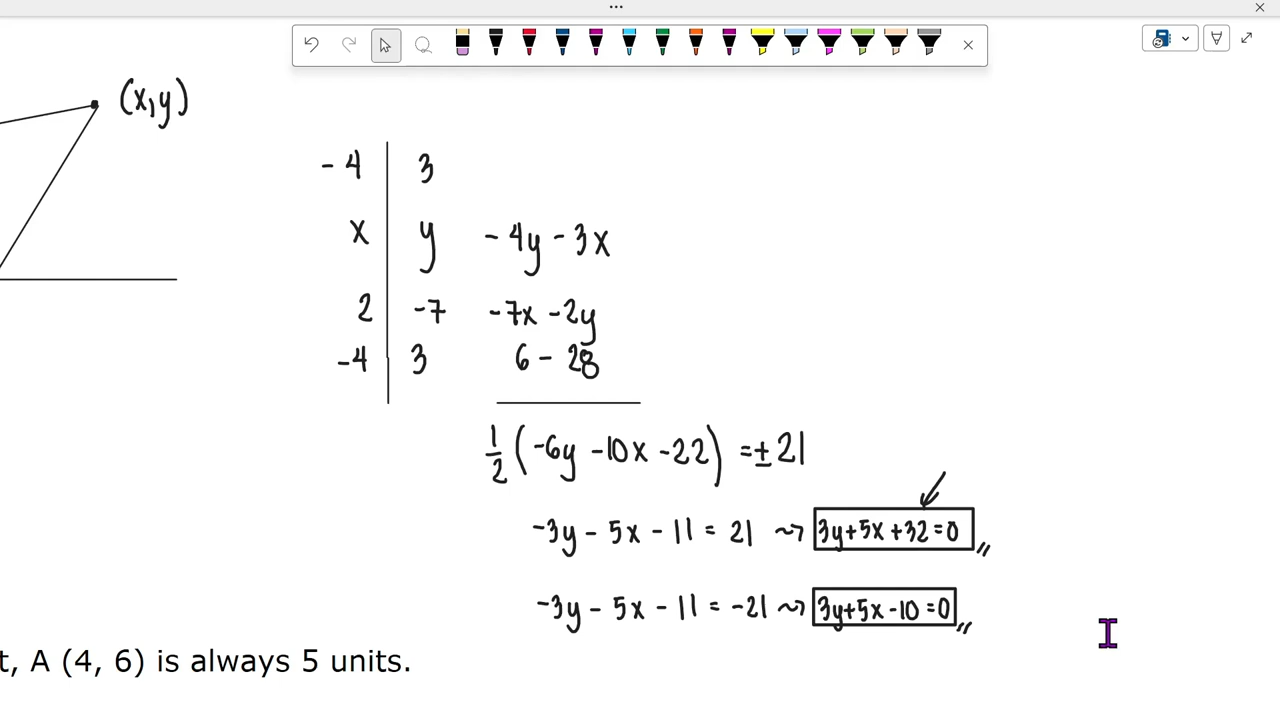 (x,y)
-4 3
x y -4y - 3x
2 -7 -7x - 2y
-4 3 6 - 28
1/2 (-6y - 10x - 22) = ± 21
-3y - 5x - 11 = 21 ⇝ 3y+5x+32=0 //
-3y - 5x - 11 = -21 ⇝ 3y+5x-10=0 //
t, A (4, 6) is always 5 units.